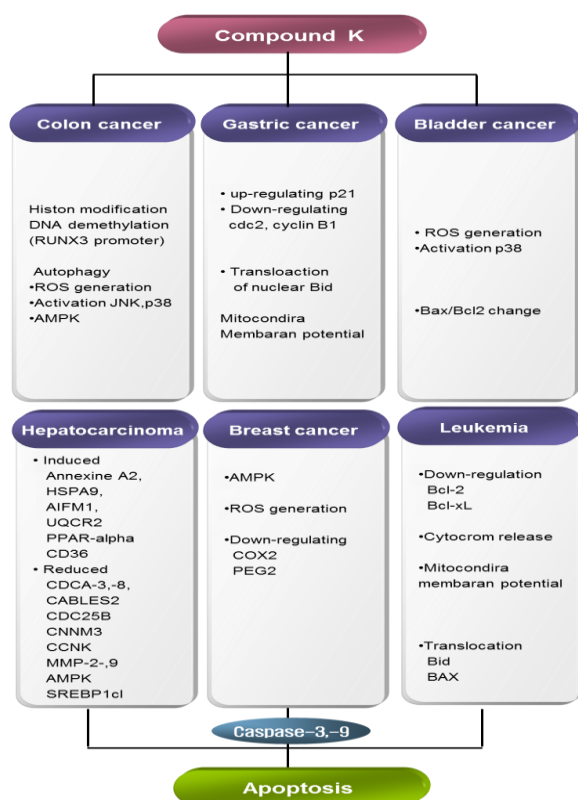 Compound K
Colon cancer
Histon modification
DNA demethylation
(RUNX3 promoter)
Autophagy
•ROS generation
•Activation JNK,p38
•AMPK
Gastric cancer
• up-regulating p21
• Down-regulating
cdc2, cyclin B1
• Transloaction
of nuclear Bid
Mitocondira
Membaran potential
Bladder cancer
• ROS generation
•Activation p38
•Bax/Bcl2 change
Hepatocarcinoma
• Induced
Annexine A2,
HSPA9,
AIFM1,
UQCR2
PPAR-alpha
CD36
• Reduced
CDCA-3,-8,
CABLES2
CDC25B
CNNM3
CCNK
MMP-2-,9
AMPK
SREBP1cl
Breast cancer
•AMPK
•ROS generation
•Down-regulating
COX2
PEG2
Leukemia
•Down-regulation
Bcl-2
Bcl-xL
•Cytocrom release
•Mitocondira
membaran potential
•Translocation
Bid
BAX
Caspase-3,-9
Apoptosis